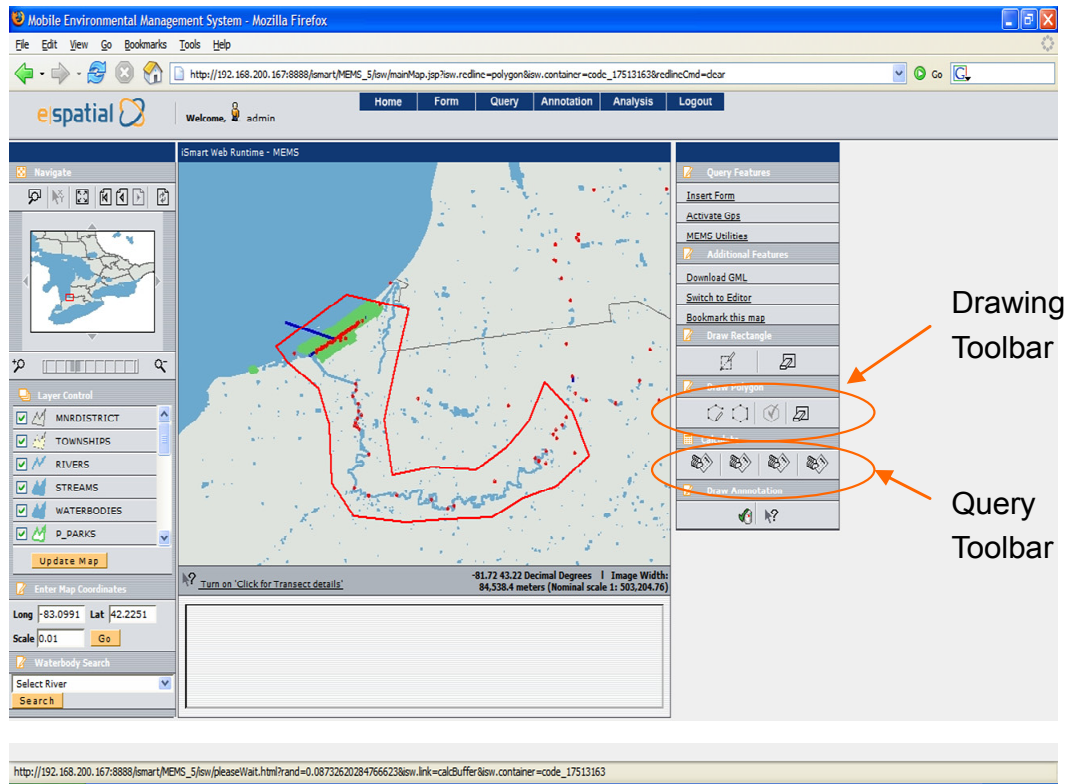 Mobile Environmental Management System - Mozilla Firefox
File Edit View Go Bookmarks Tools Help
http://192.168.200.167:8888/ismart/MEMS_5/isw/mainMap.jsp?isw.redline=polygon&isw.container=code_17513163&redlineCmd=clear
Go
G
e|spatial
Welcome, admin
Home Form Query Annotation Analysis Logout
iSmart Web Runtime - MEMS
Navigate
Layer Control
MNRDISTRICT
TOWNSHIPS
RIVERS
STREAMS
WATERBODIES
P_PARKS
Update Map
Enter Map Coordinates
Long -83.0991 Lat 42.2251
Scale 0.01 Go
Waterbody Search
Select River
Search
Turn on 'Click for Transect details'
-81.72 43.22 Decimal Degrees | Image Width:
84,538.4 meters (Nominal scale 1: 503,204.76)
Query Features
Insert Form
Activate Gps
MEMS Utilities
Additional Features
Download GML
Switch to Editor
Bookmark this map
Draw Rectangle
Draw Polygon
Calculate
Draw Annnotation
Drawing
Toolbar
Query
Toolbar
http://192.168.200.167:8888/ismart/MEMS_5/isw/pleaseWait.html?rand=0.08732620284766623&isw.link=calcBuffer&isw.container=code_17513163